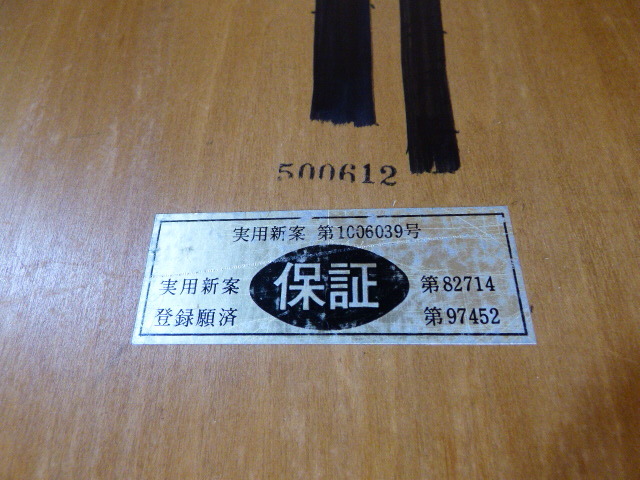 500612
実用新案 第1006039号
実用新案 保証 第82714
登録願済 第97452